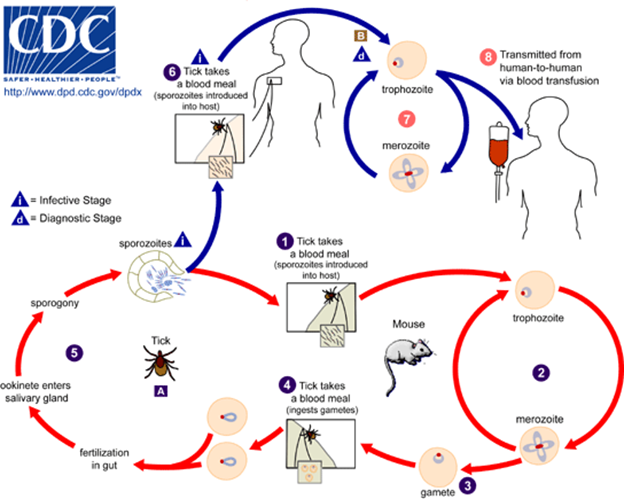 CDC
SAFER·HEALTHIER·PEOPLE™
http://www.dpd.cdc.gov/dpdx
i = Infective Stage
d = Diagnostic Stage
i
6 Tick takes
a blood meal
(sporozoites introduced
into host)
B
d
trophozoite
7
merozoite
8 Transmitted from
human-to-human
via blood transfusion
sporozoites
i
1 Tick takes
a blood meal
(sporozoites introduced
into host)
trophozoite
Mouse
2
merozoite
gamete
3
4 Tick takes
a blood meal
(ingests gametes)
fertilization
in gut
ookinete enters
salivary gland
5
sporogony
Tick
A